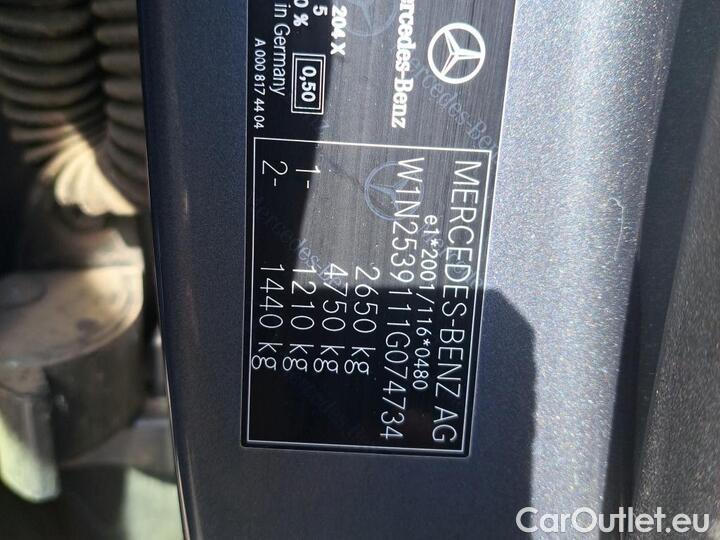 Mercedes-Benz
204 X
5
0 %
0,50
in Germany
A 000 817 44 04
MERCEDES-BENZ AG
e1*2001/116*0480
W1N2539111G074734
2650 kg
4750 kg
1- 1210 kg
2- 1440 kg
CarOutlet.eu